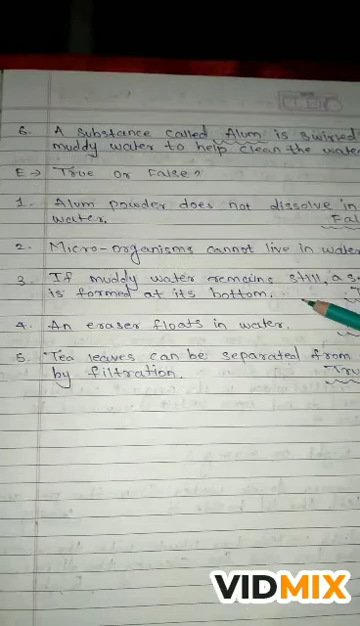 6. A substance called Alum is swirled
muddy water to help clean the water
E → True or False?
1. Alum powder does not dissolve in
water. Fal
2. Micro-organisms cannot live in water
3. If muddy water remains still, a s
is formed at its bottom. T
4. An eraser floats in water.
5. Tea leaves can be separated from
by filtration. Tru
VIDMIX